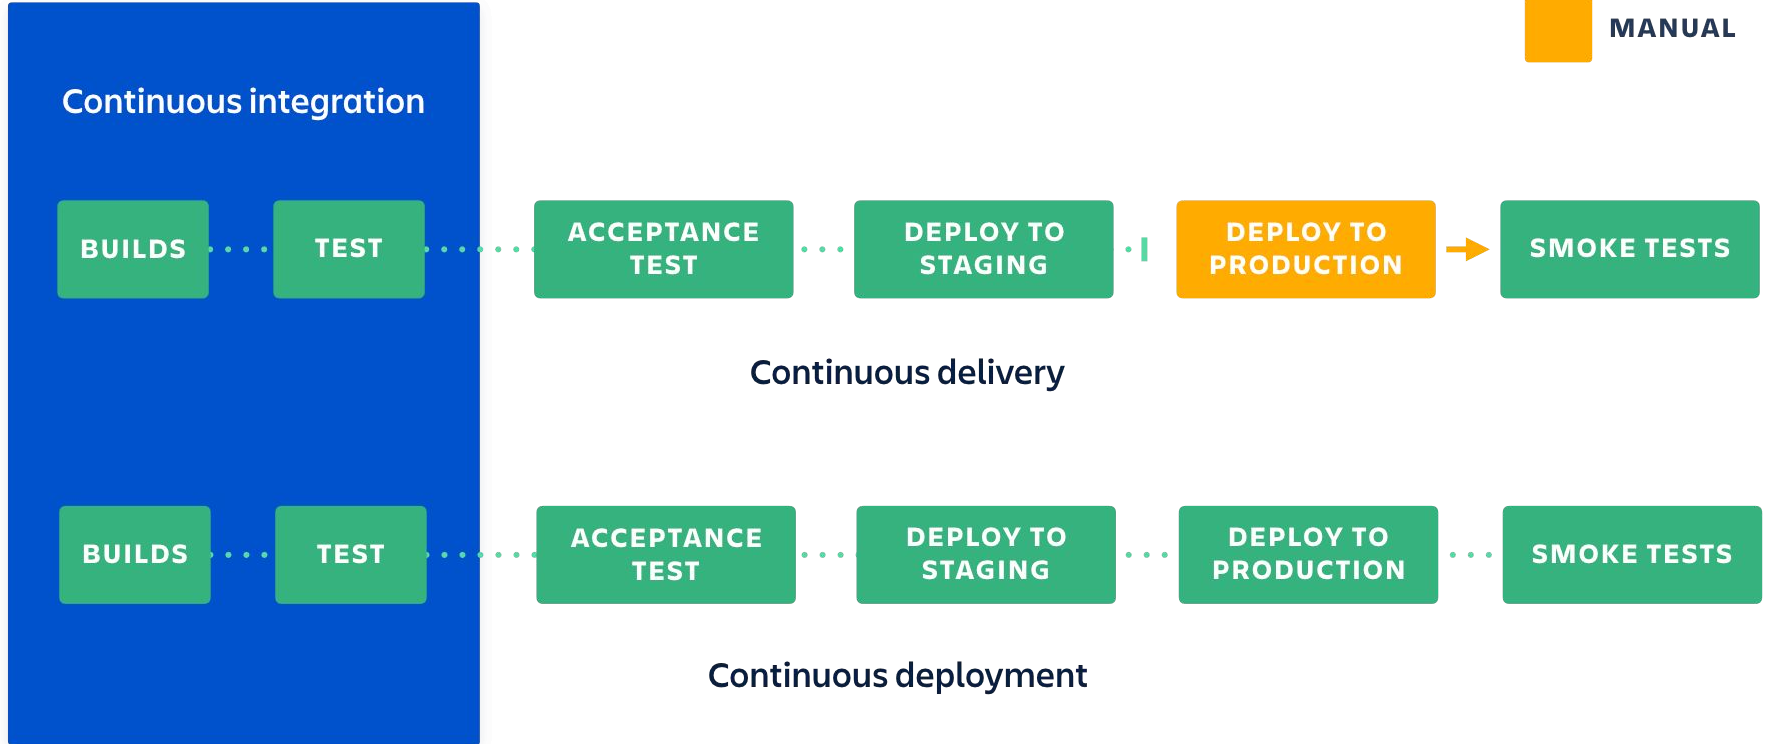 MANUAL
Continuous integration
BUILDS
TEST
ACCEPTANCE
TEST
DEPLOY TO
STAGING
DEPLOY TO
PRODUCTION
SMOKE TESTS
Continuous delivery
BUILDS
TEST
ACCEPTANCE
TEST
DEPLOY TO
STAGING
DEPLOY TO
PRODUCTION
SMOKE TESTS
Continuous deployment